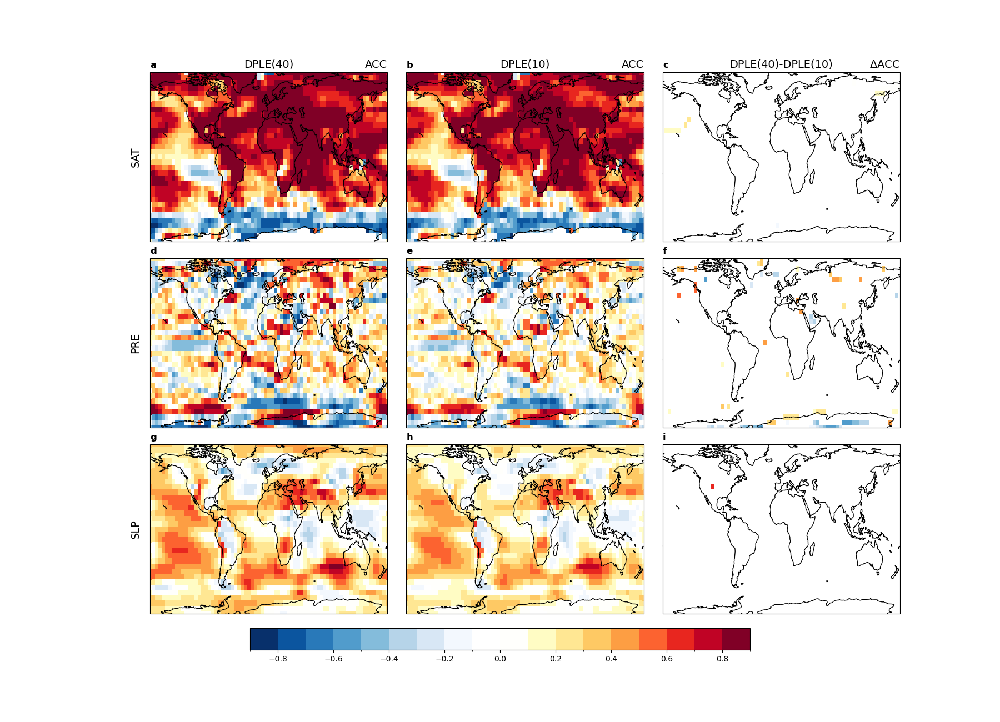 a DPLE(40) ACC
b DPLE(10) ACC
c DPLE(40)-DPLE(10) ΔACC
SAT
d
e
f
PRE
g
h
i
SLP
−0.8 −0.6 −0.4 −0.2 0.0 0.2 0.4 0.6 0.8